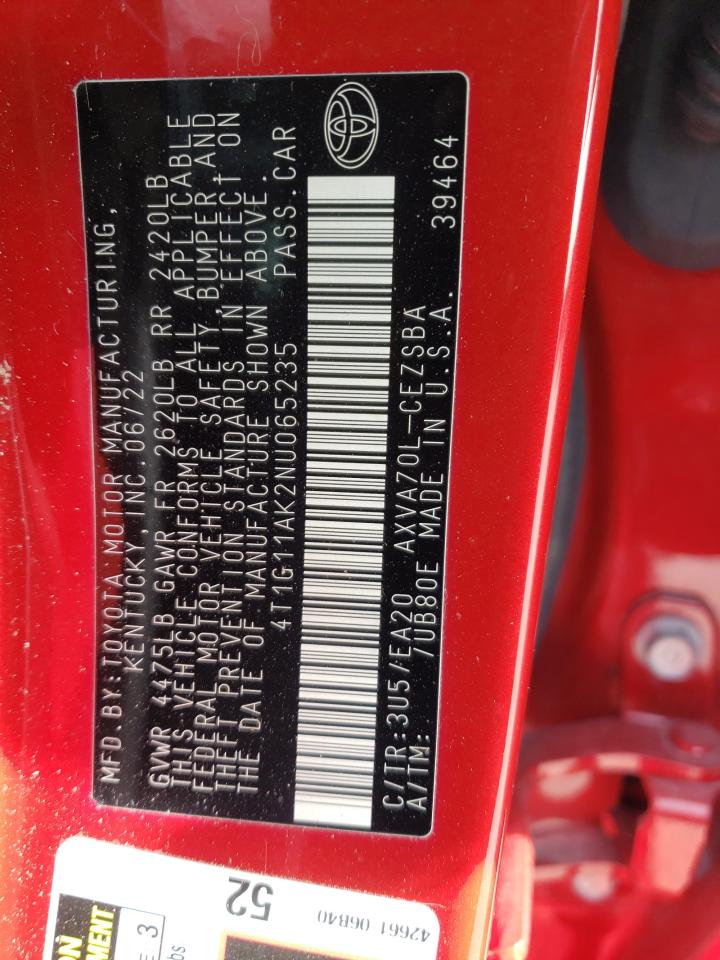 MFD.BY:TOYOTA MOTOR MANUFACTURING,
KENTUCKY INC.06/22
GVWR 4475LB GAWR FR 2620LB RR 2420LB
THIS VEHICLE CONFORMS TO ALL APPLICABLE
FEDERAL MOTOR VEHICLE SAFETY,BUMPER AND
THEFT PREVENTION STANDARDS IN EFFECT ON
THE DATE OF MANUFACTURE SHOWN ABOVE.
4T1G11AK2NU065235 PASS.CAR
C/TR:3U5/EA20 AXVA70L-CEZSBA
A/TM: /UB80E MADE IN U.S.A. 39464
52
42661 06B40
3